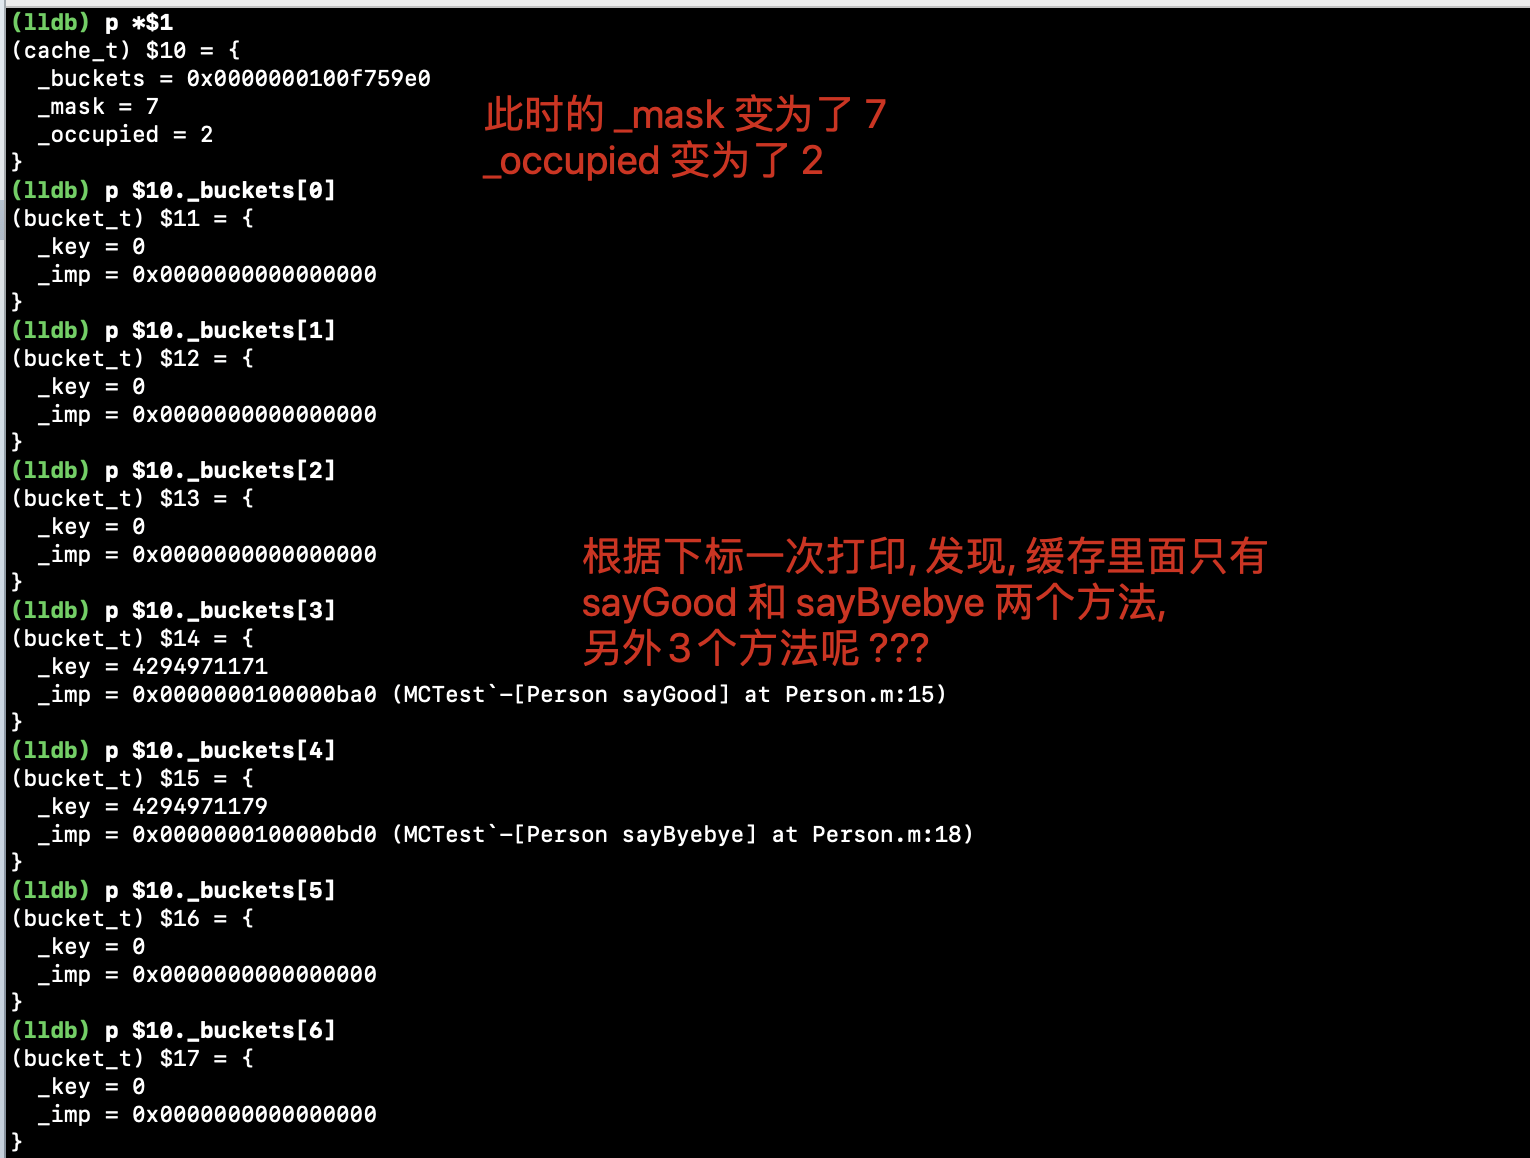 (lldb) p *$1
(cache_t) $10 = {
  _buckets = 0x0000000100f759e0
  _mask = 7
  _occupied = 2
}
此时的 _mask 变为了 7
_occupied 变为了 2
(lldb) p $10._buckets[0]
(bucket_t) $11 = {
  _key = 0
  _imp = 0x0000000000000000
}
(lldb) p $10._buckets[1]
(bucket_t) $12 = {
  _key = 0
  _imp = 0x0000000000000000
}
(lldb) p $10._buckets[2]
(bucket_t) $13 = {
  _key = 0
  _imp = 0x0000000000000000
}
根据下标一次打印, 发现, 缓存里面只有
sayGood 和 sayByebye 两个方法,
另外 3 个方法呢 ???
(lldb) p $10._buckets[3]
(bucket_t) $14 = {
  _key = 4294971171
  _imp = 0x0000000100000ba0 (MCTest`-[Person sayGood] at Person.m:15)
}
(lldb) p $10._buckets[4]
(bucket_t) $15 = {
  _key = 4294971179
  _imp = 0x0000000100000bd0 (MCTest`-[Person sayByebye] at Person.m:18)
}
(lldb) p $10._buckets[5]
(bucket_t) $16 = {
  _key = 0
  _imp = 0x0000000000000000
}
(lldb) p $10._buckets[6]
(bucket_t) $17 = {
  _key = 0
  _imp = 0x0000000000000000
}